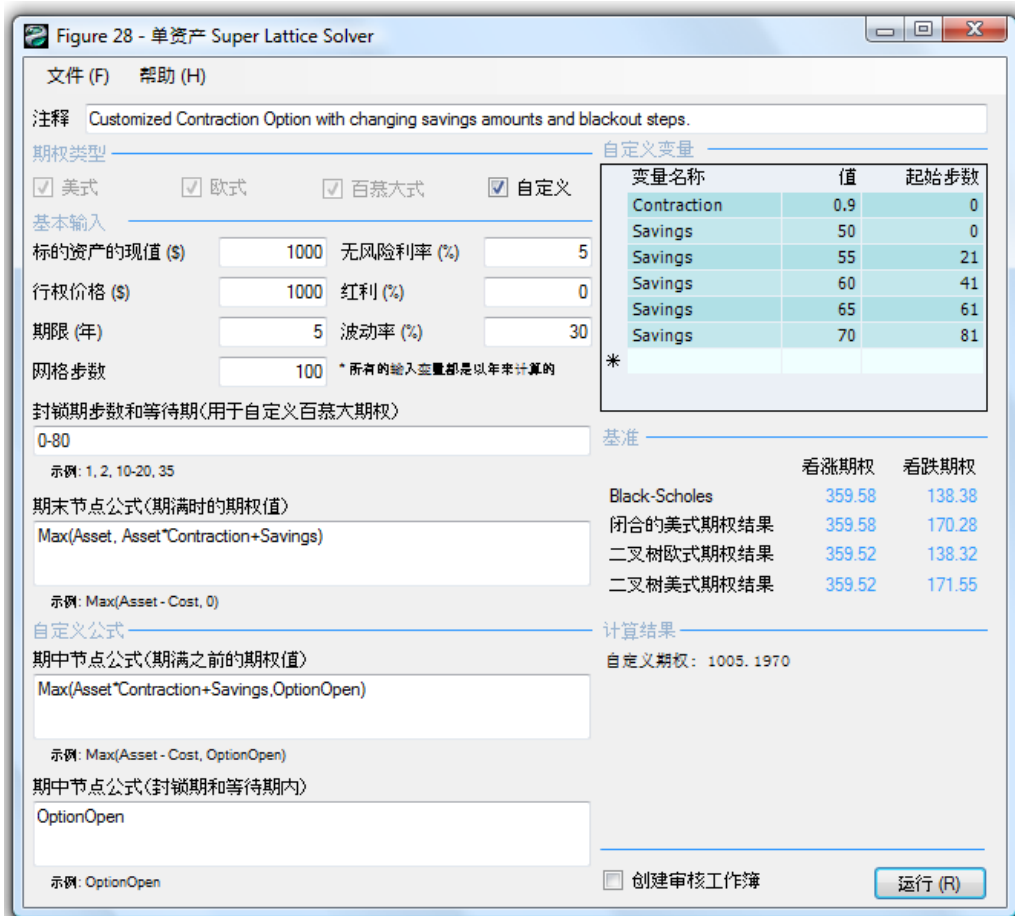 Figure 28 - 单资产 Super Lattice Solver
文件 (F) 帮助 (H)
注释 Customized Contraction Option with changing savings amounts and blackout steps.
期权类型
美式 欧式 百慕大式 自定义
基本输入
标的资产的现值 ($) 1000 无风险利率 (%) 5
行权价格 ($) 1000 红利 (%) 0
期限 (年) 5 波动率 (%) 30
网格步数 100 * 所有的输入变量都是以年来计算的
封锁期步数和等待期(用于自定义百慕大期权)
0-80
示例: 1, 2, 10-20, 35
期末节点公式(期满时的期权值)
Max(Asset, Asset*Contraction+Savings)
示例: Max(Asset - Cost, 0)
自定义公式
期中节点公式(期满之前的期权值)
Max(Asset*Contraction+Savings,OptionOpen)
示例: Max(Asset - Cost, OptionOpen)
期中节点公式(封锁期和等待期内)
OptionOpen
示例: OptionOpen
自定义变量
变量名称 值 起始步数
Contraction 0.9 0
Savings 50 0
Savings 55 21
Savings 60 41
Savings 65 61
Savings 70 81
*
基准
看涨期权 看跌期权
Black-Scholes 359.58 138.38
闭合的美式期权结果 359.58 170.28
二叉树欧式期权结果 359.52 138.32
二叉树美式期权结果 359.52 171.55
计算结果
自定义期权: 1005.1970
创建审核工作簿 运行 (R)